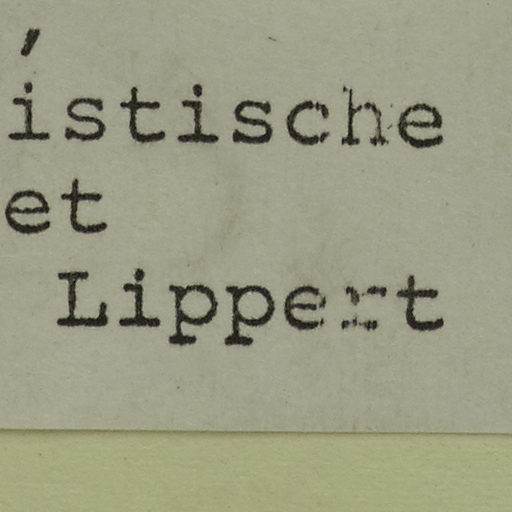 ,
istische
et
Lippert